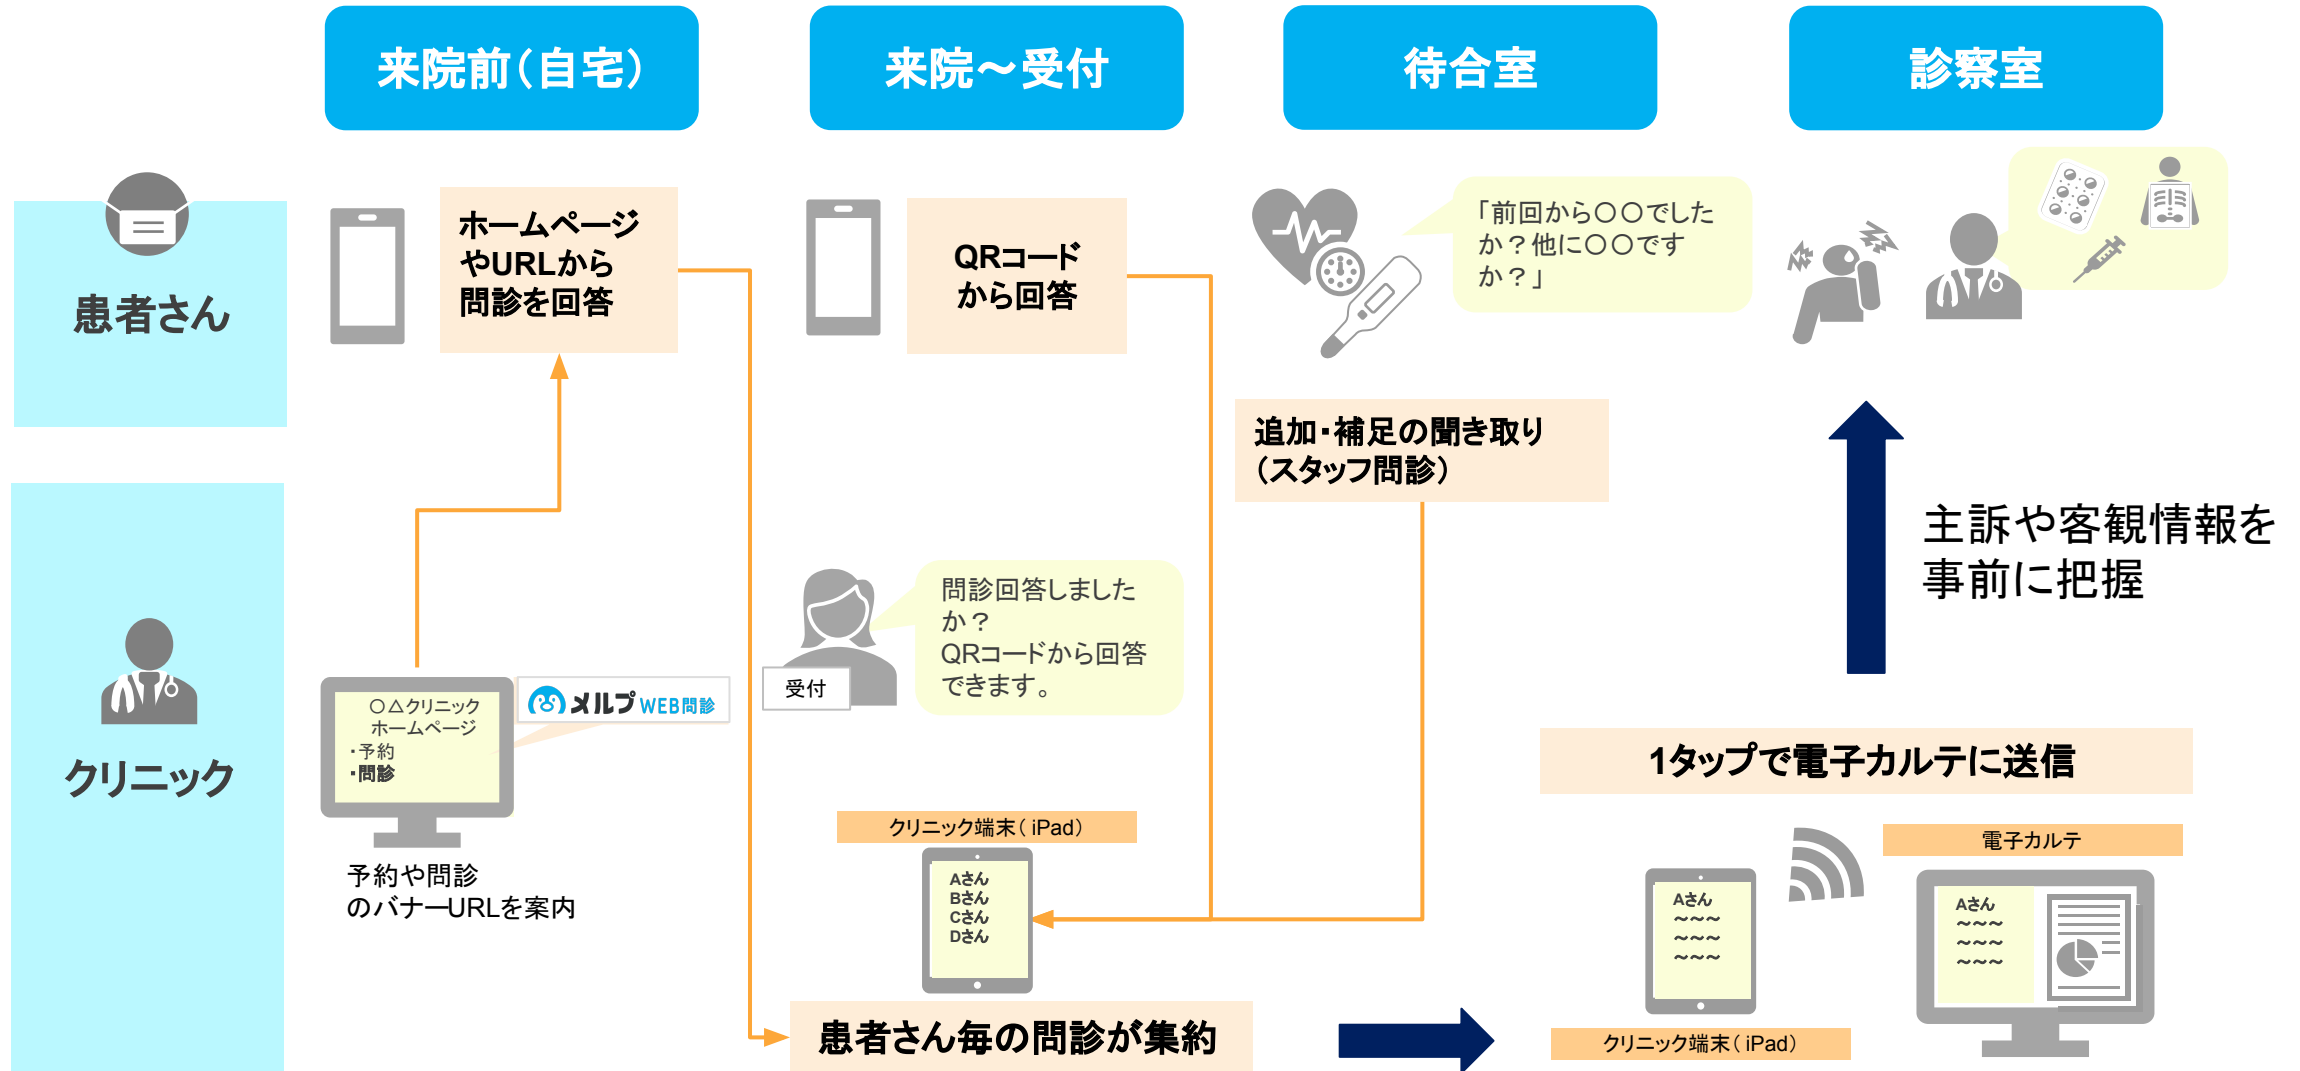 来院前（自宅）
来院～受付
待合室
診察室
患者さん
ホームページ
やURLから
問診を回答
QRコード
から回答
「前回から〇〇でした
か？他に〇〇です
か？」
追加・補足の聞き取り
（スタッフ問診）
主訴や客観情報を
事前に把握
クリニック
〇△クリニック
ホームページ
・予約
・問診
メルプ WEB問診
予約や問診
のバナーURLを案内
受付
問診回答しました
か？
QRコードから回答
できます。
クリニック端末（iPad）
Aさん
Bさん
Cさん
Dさん
患者さん毎の問診が集約
1タップで電子カルテに送信
Aさん
～～～
～～～
～～～
クリニック端末（iPad）
電子カルテ
Aさん
～～～
～～～
～～～